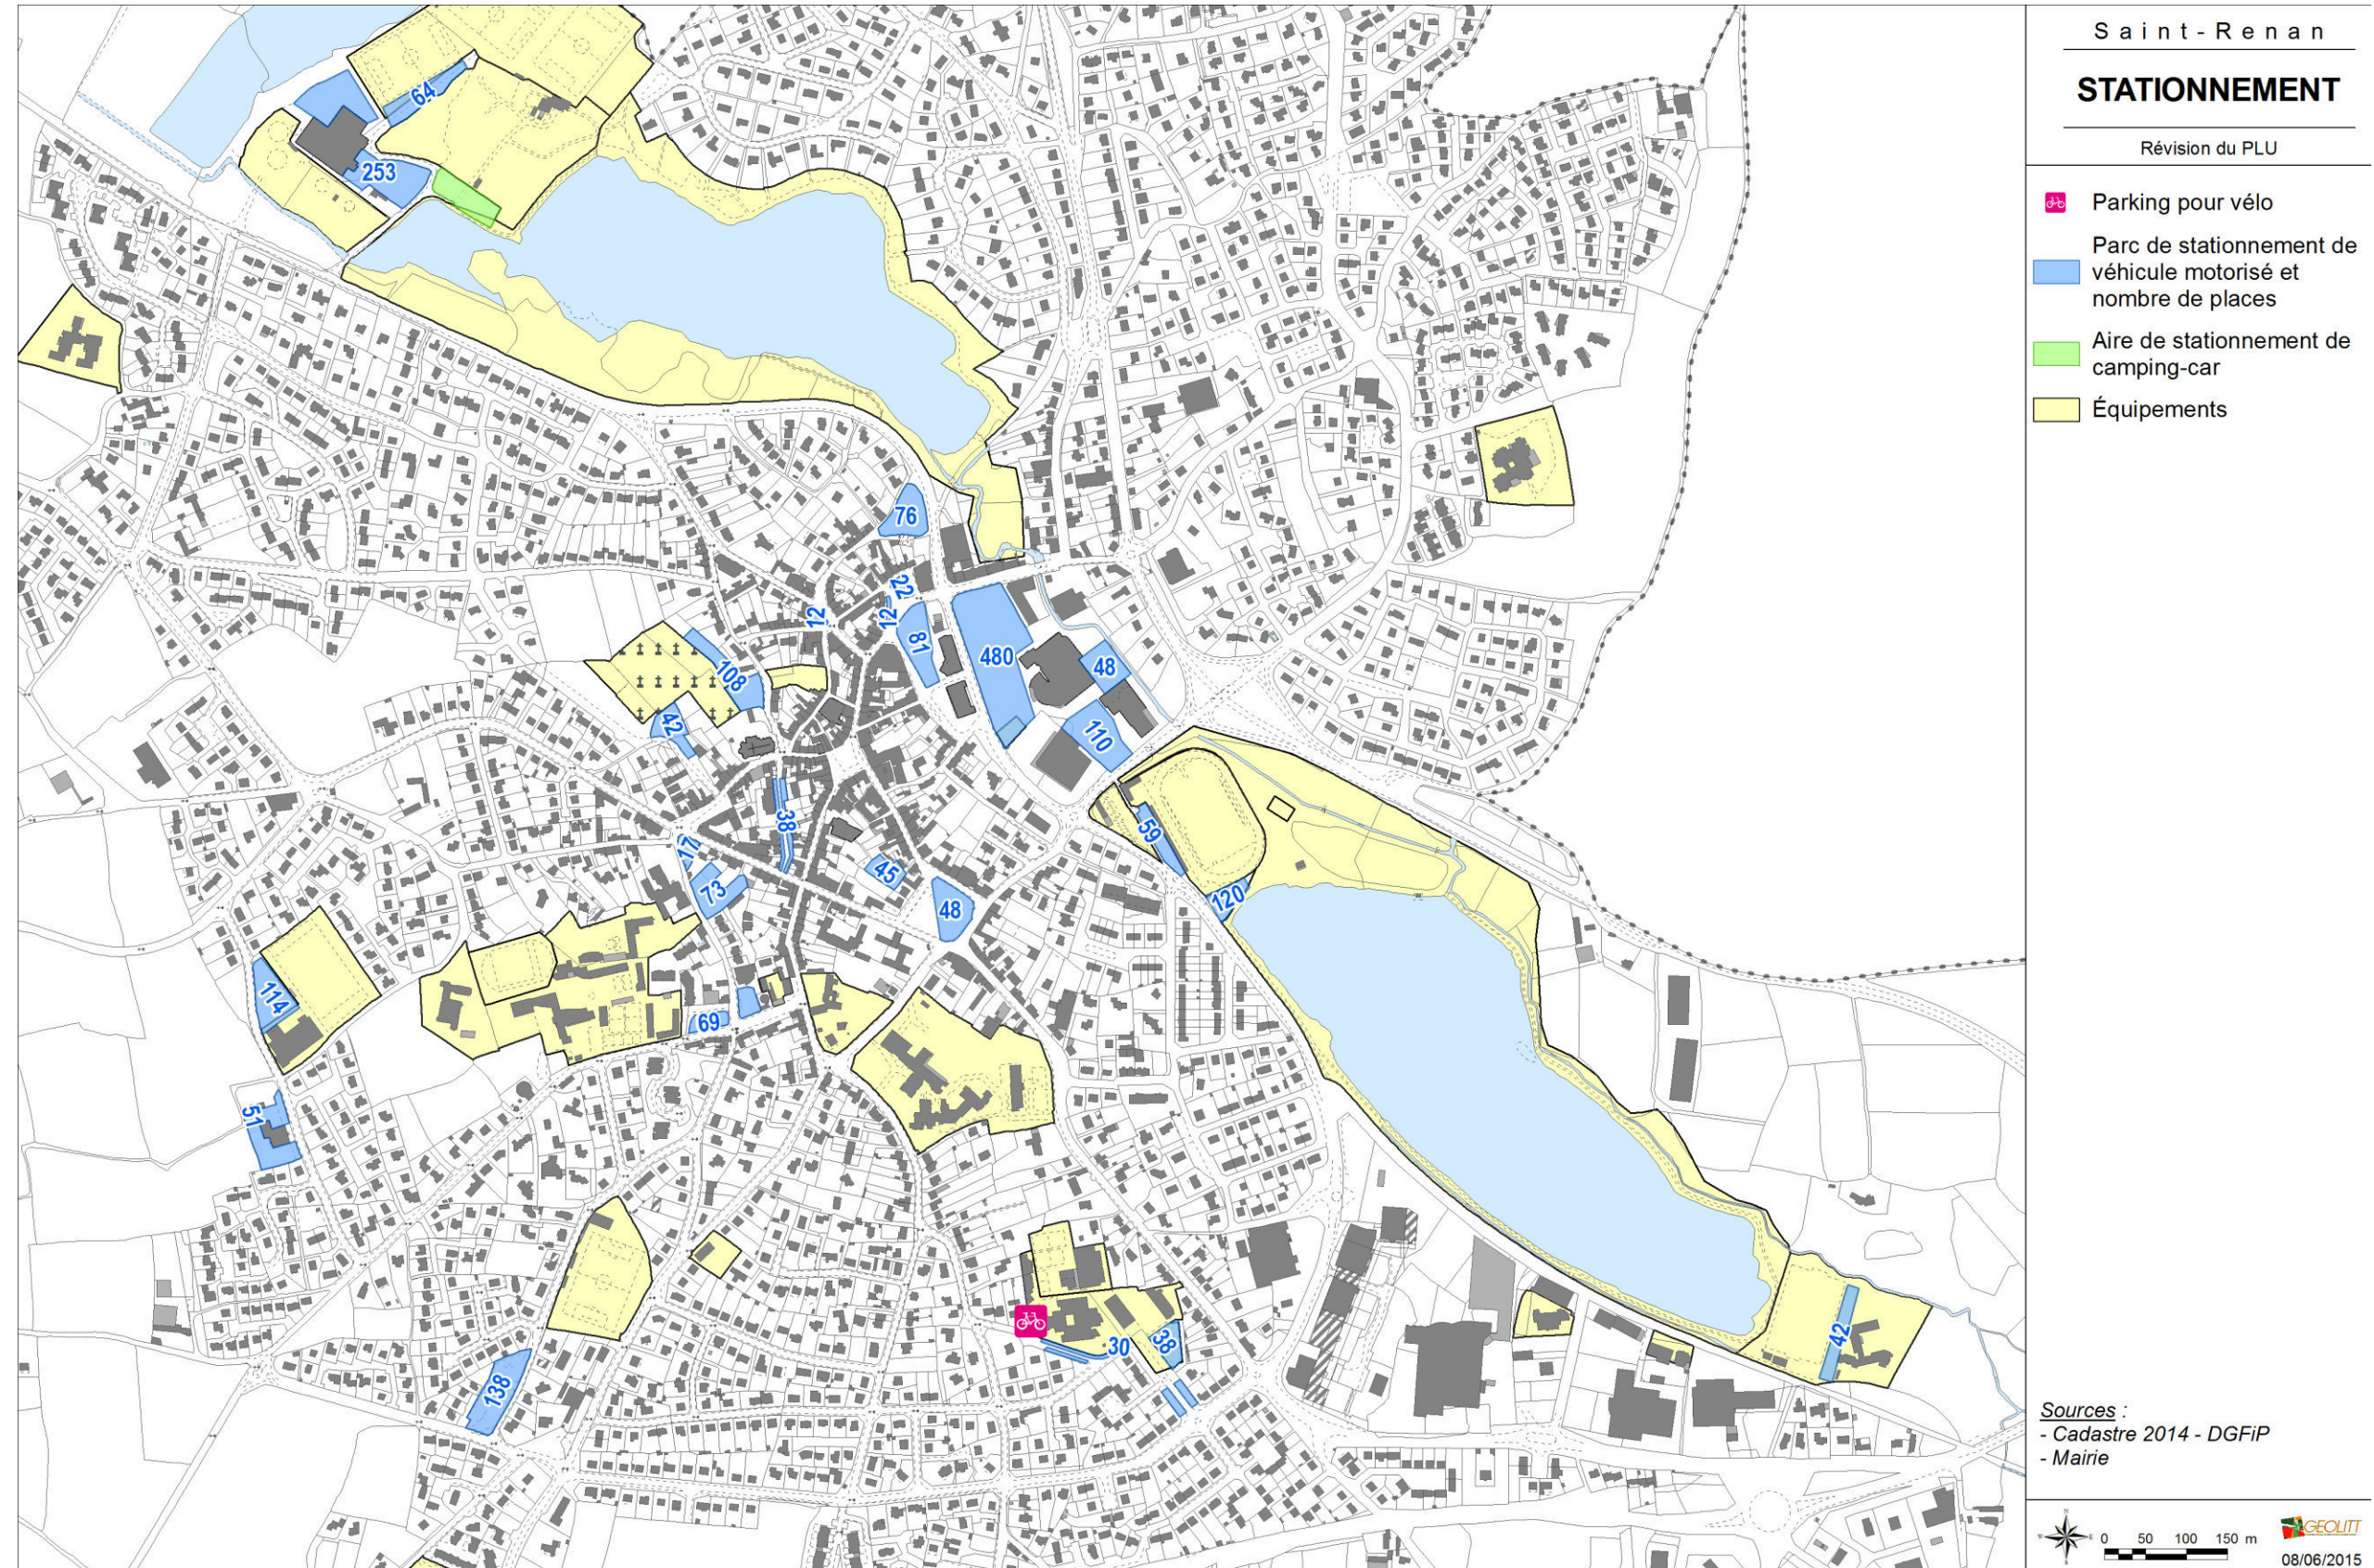 Saint-Renan
STATIONNEMENT
Révision du PLU
Parking pour vélo
Parc de stationnement de
véhicule motorisé et
nombre de places
Aire de stationnement de
camping-car
Équipements
64
253
76
22
12
12
81
480
48
108
42
110
38
59
17
73
45
48
120
114
69
51
30
38
42
138
Sources :
- Cadastre 2014 - DGFiP
- Mairie
0 50 100 150 m
GEOLITT
08/06/2015